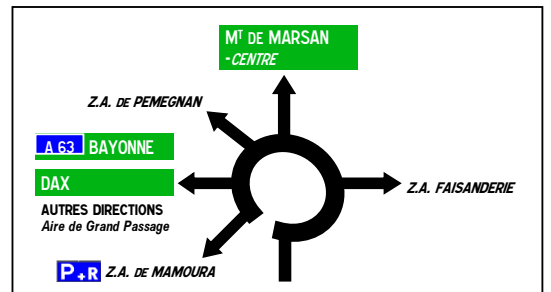 Mᵀ DE MARSAN
-CENTRE
Z.A. DE PEMEGNAN
A 63 BAYONNE
DAX
Z.A. FAISANDERIE
AUTRES DIRECTIONS
Aire de Grand Passage
P+R Z.A. DE MAMOURA